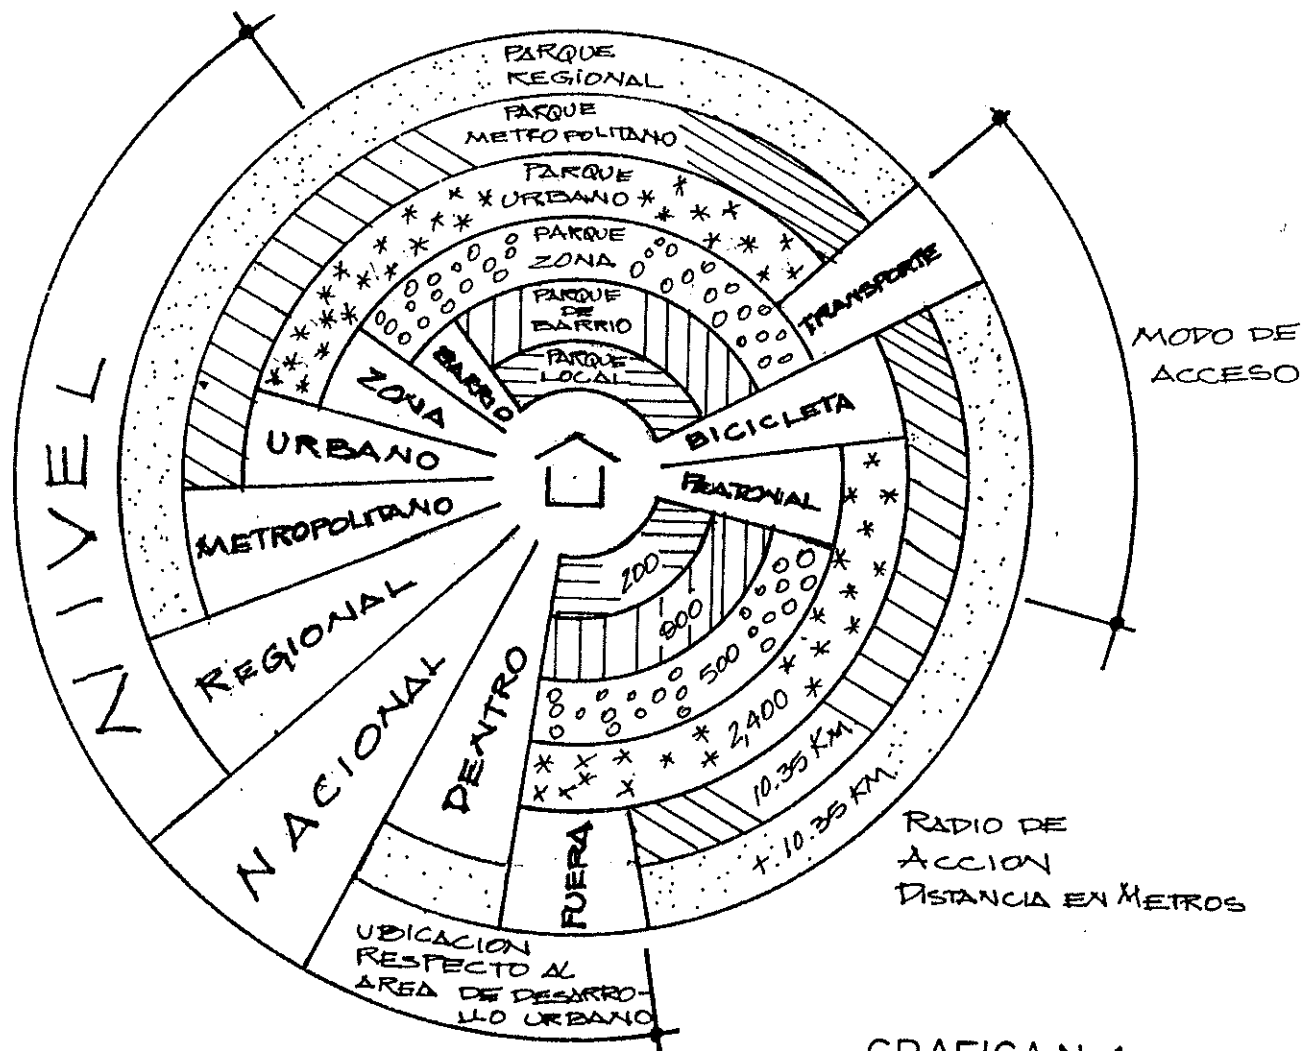 PARQUE
REGIONAL
PARQUE
METROPOLITANO
PARQUE
URBANO
PARQUE
ZONA
PARQUE
DE
BARRIO
PARQUE
LOCAL
TRANSPORTE
BICICLETA
PEATONIAL
MODO DE
ACCESO
BARRIO
ZONA
URBANO
METROPOLITANO
REGIONAL
NACIONAL
NIVEL
DENTRO
FUERA
200
500
2,400
10.35 KM
+ 10.35 KM.
RADIO DE
ACCION
DISTANCIA EN METROS
UBICACION
RESPECTO AL
AREA DE DESARRO-
LLO URBANO